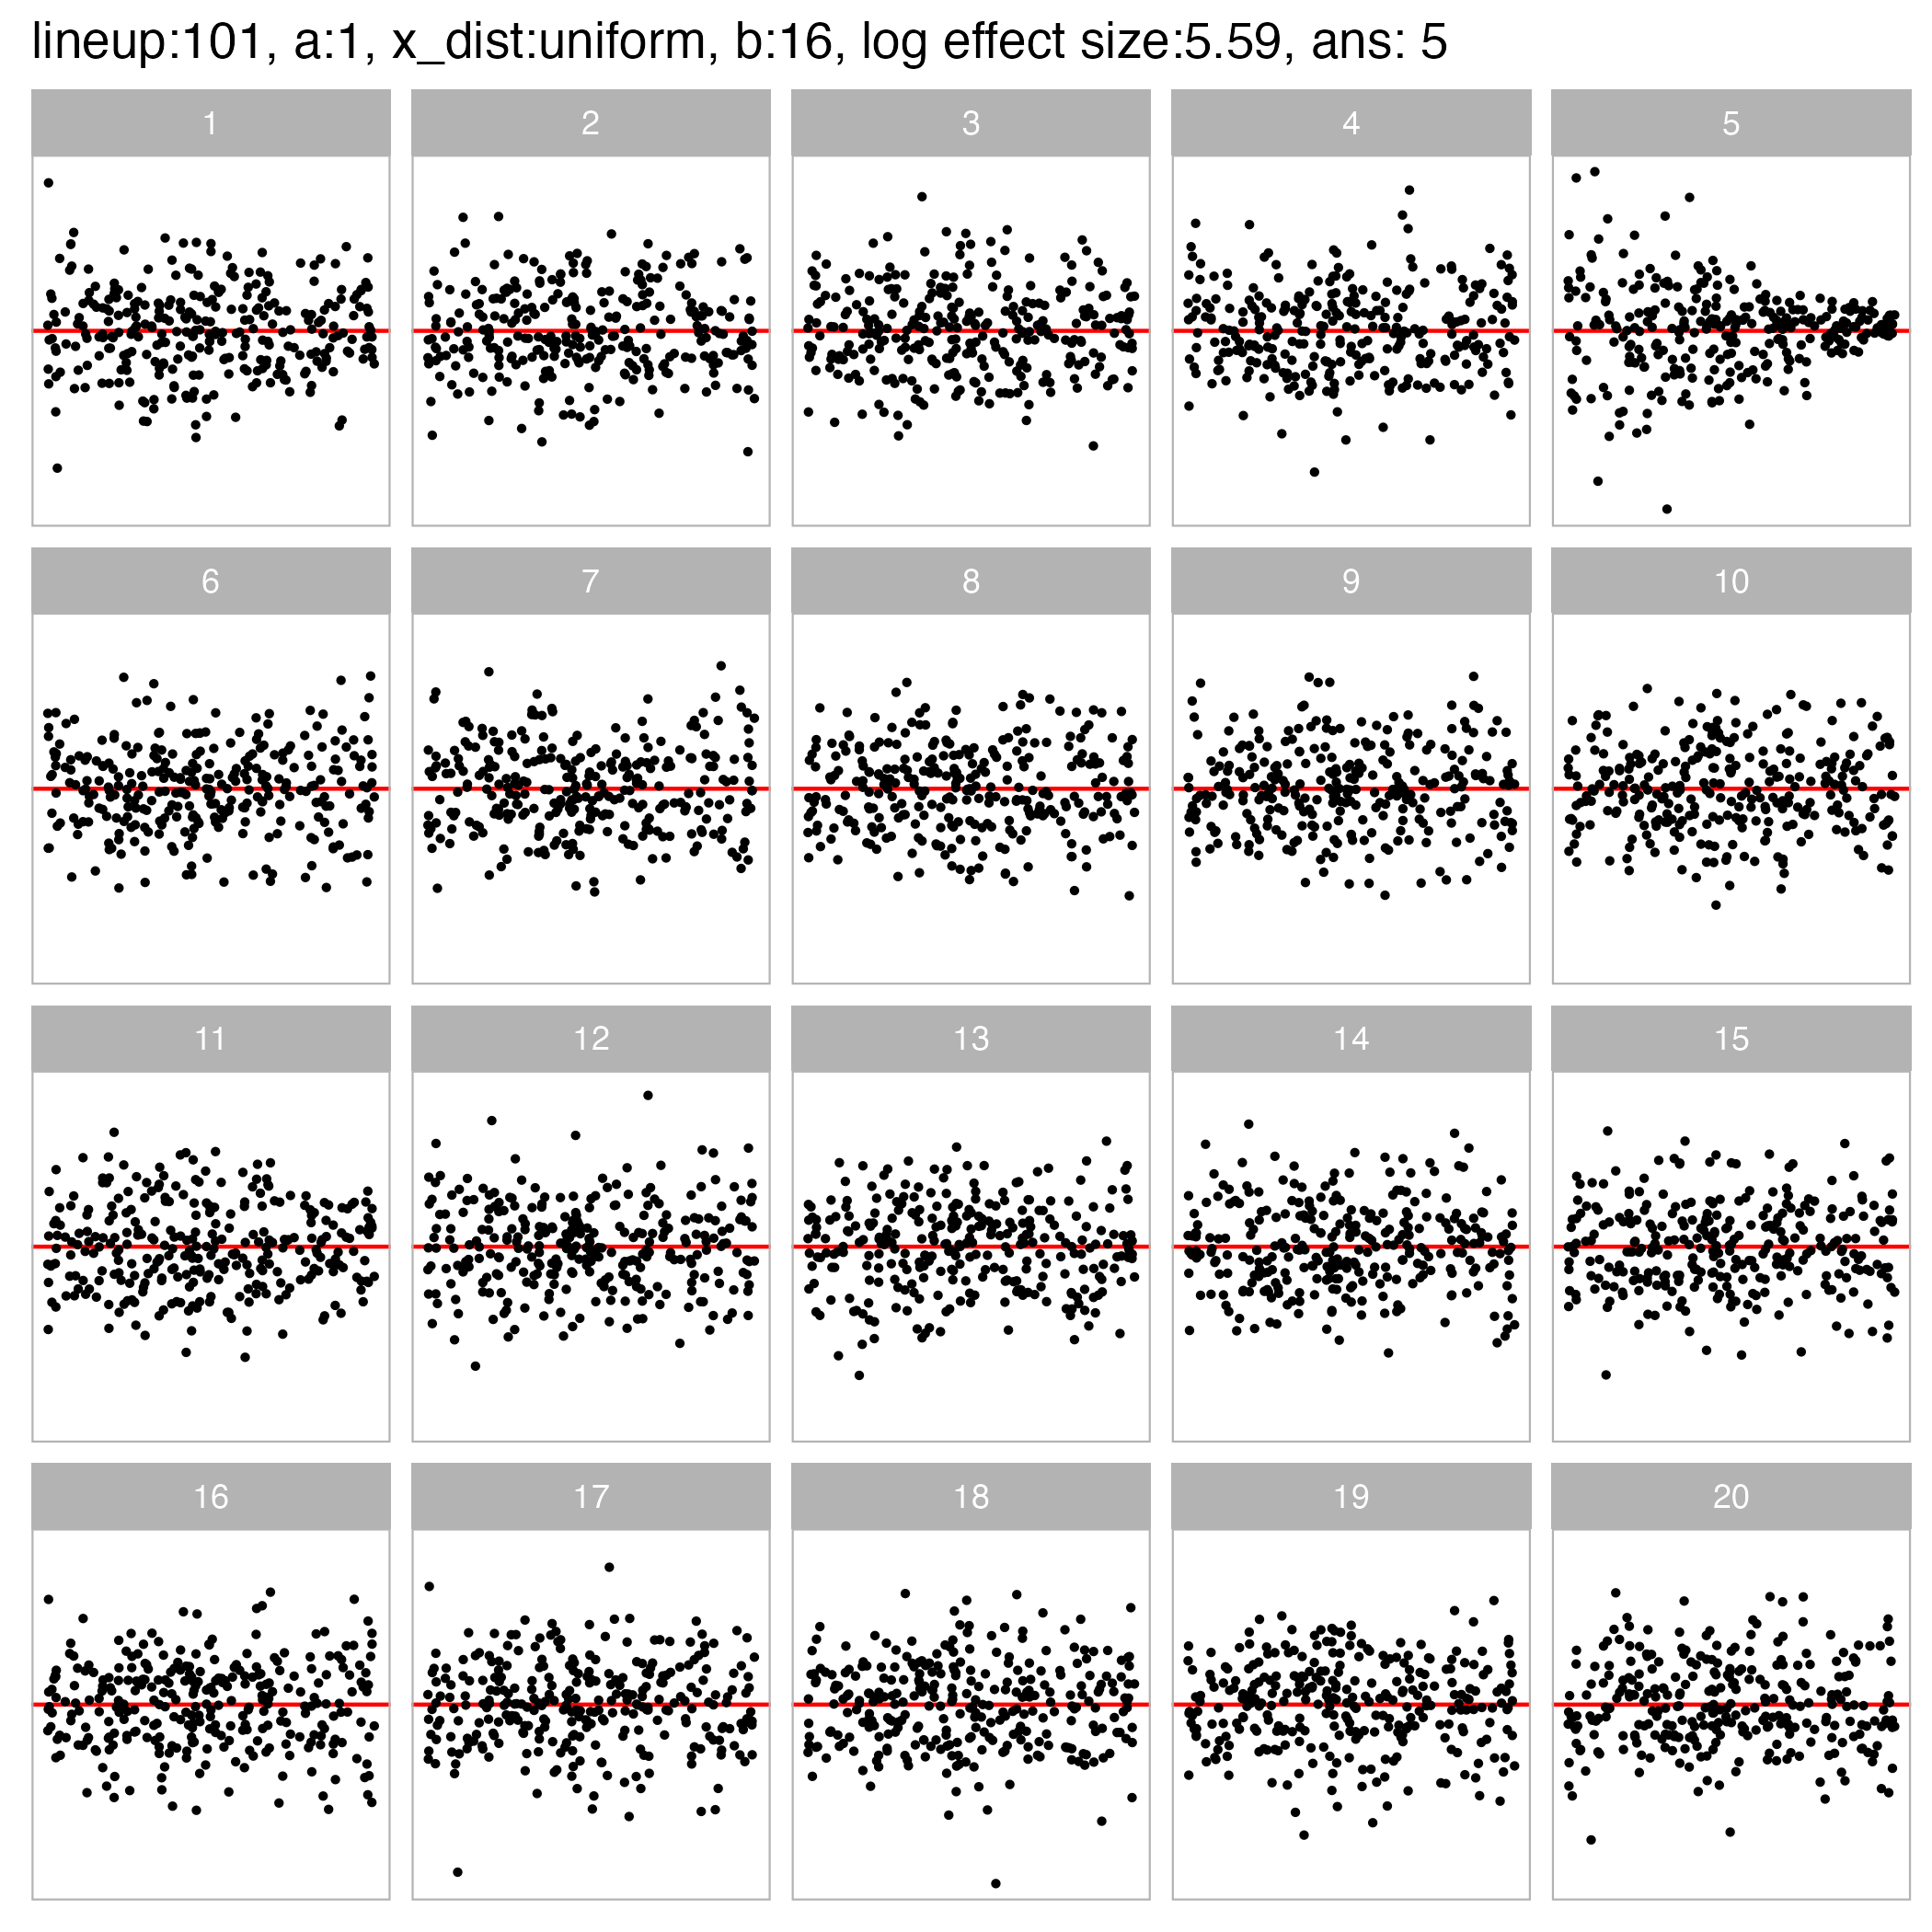 lineup:101, a:1, x_dist:uniform, b:16, log effect size:5.59, ans: 5
1 2 3 4 5
6 7 8 9 10
11 12 13 14 15
16 17 18 19 20